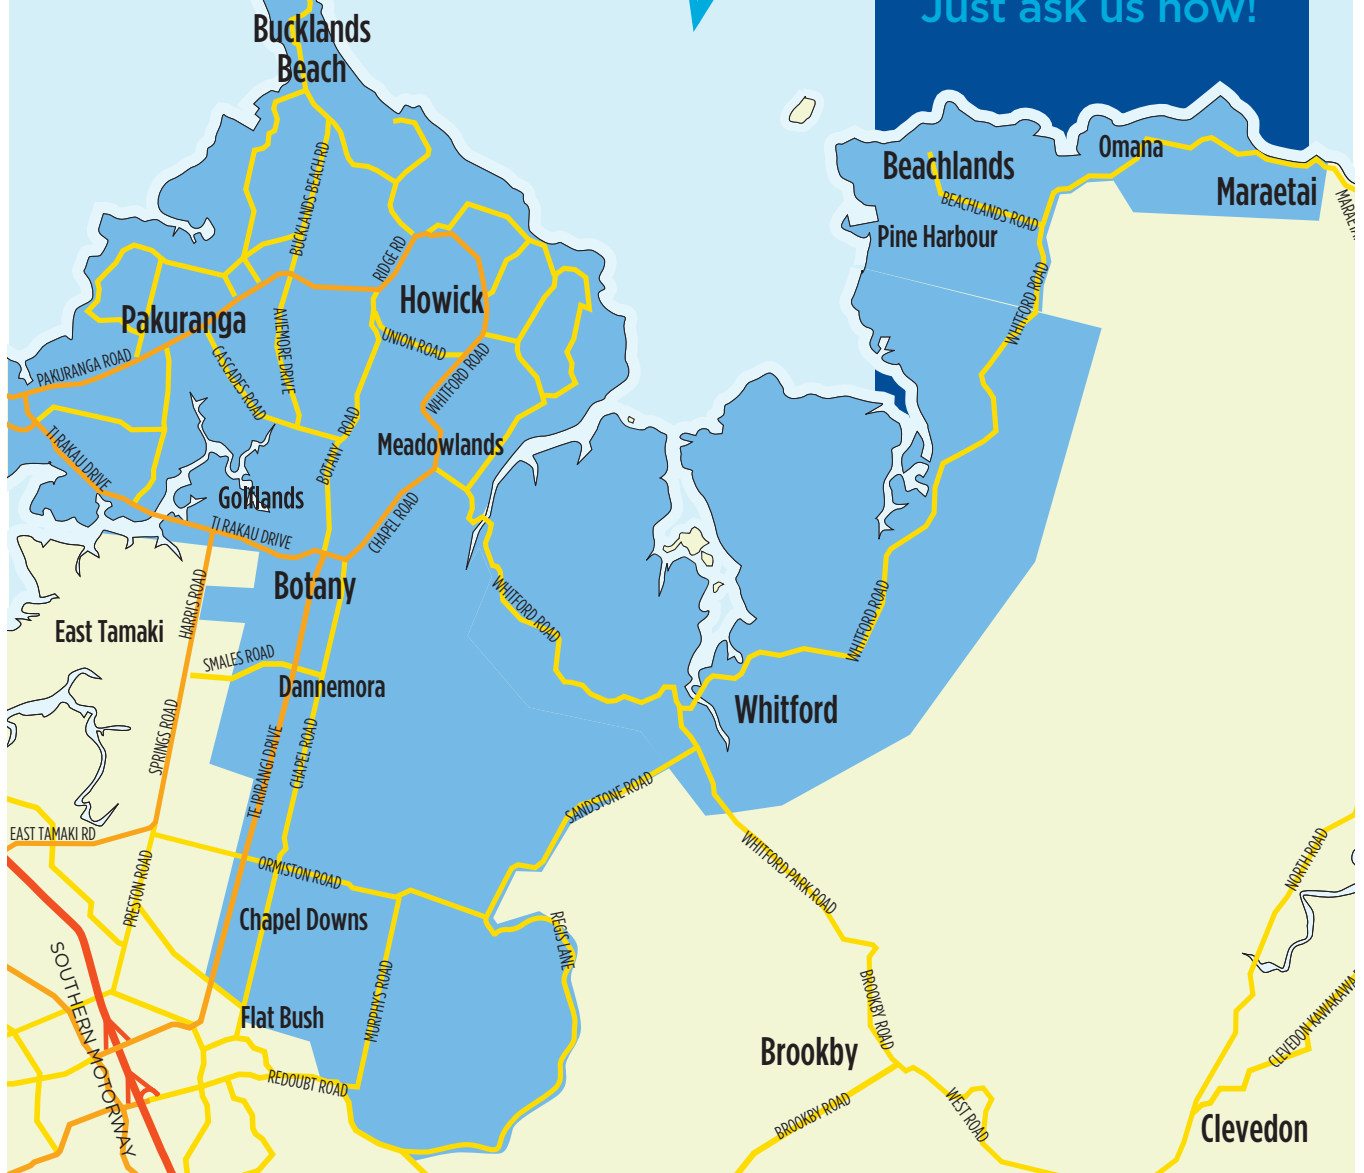 Just ask us now!
Bucklands
Beach
BUCKLANDS BEACH RD
Omana
Beachlands
Maraetai
BEACHLANDS ROAD
Pine Harbour
RIDGE RD
WHITFORD ROAD
Howick
Pakuranga
AVIEMORE DRIVE
UNION ROAD
PAKURANGA ROAD
CASCADES ROAD
WHITFORD ROAD
BOTANY ROAD
Meadowlands
TI RAKAU DRIVE
Golflands
TI RAKAU DRIVE
CHAPEL ROAD
Botany
HARRIS ROAD
East Tamaki
WHITFORD ROAD
WHITFORD ROAD
SMALES ROAD
Dannemora
Whitford
SPRINGS ROAD
TE IRIRANGI DRIVE
CHAPEL ROAD
SANDSTONE ROAD
EAST TAMAKI RD
ORMISTON ROAD
PRESTON ROAD
WHITFORD PARK ROAD
NORTH ROAD
Chapel Downs
REGIS LANE
MURPHYS ROAD
SOUTHERN MOTORWAY
Flat Bush
BROOKBY ROAD
CLEVEDON KAWAKAWA
Brookby
REDOUBT ROAD
BROOKBY ROAD
WEST ROAD
Clevedon